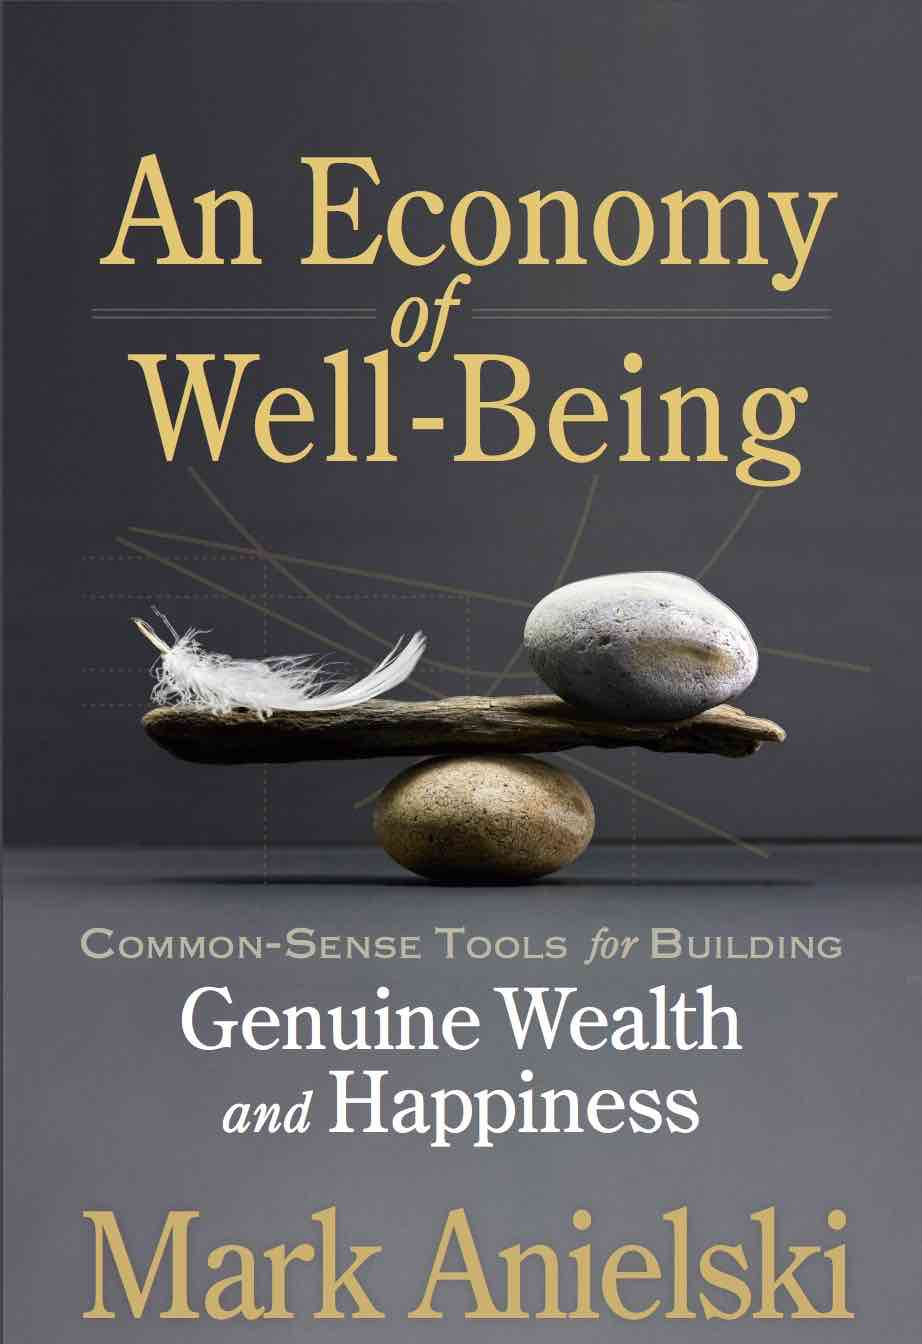 An Economy
of
Well-Being
Common-Sense Tools for Building
Genuine Wealth
and Happiness
Mark Anielski